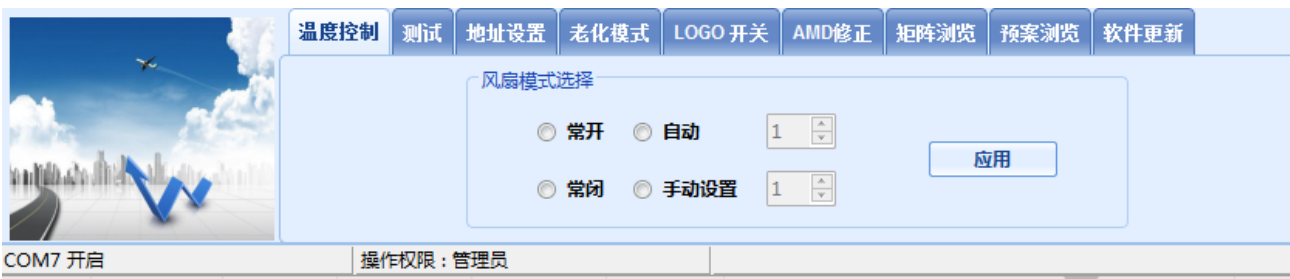 温度控制 测试 地址设置 老化模式 LOGO 开关 AMD修正 矩阵浏览 预案浏览 软件更新
风扇模式选择
常开 自动 1
应用
常闭 手动设置 1
COM7 开启 操作权限：管理员